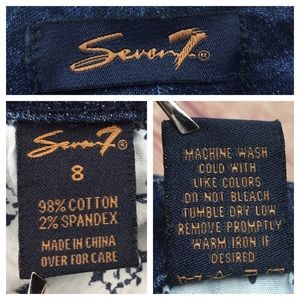 Seven7®
Seven7®
8
98% COTTON
2% SPANDEX
MADE IN CHINA
OVER FOR CARE
MACHINE WASH
COLD WITH
LIKE COLORS
DO NOT BLEACH
TUMBLE DRY LOW
REMOVE PROMPTLY
WARM IRON IF
DESIRED